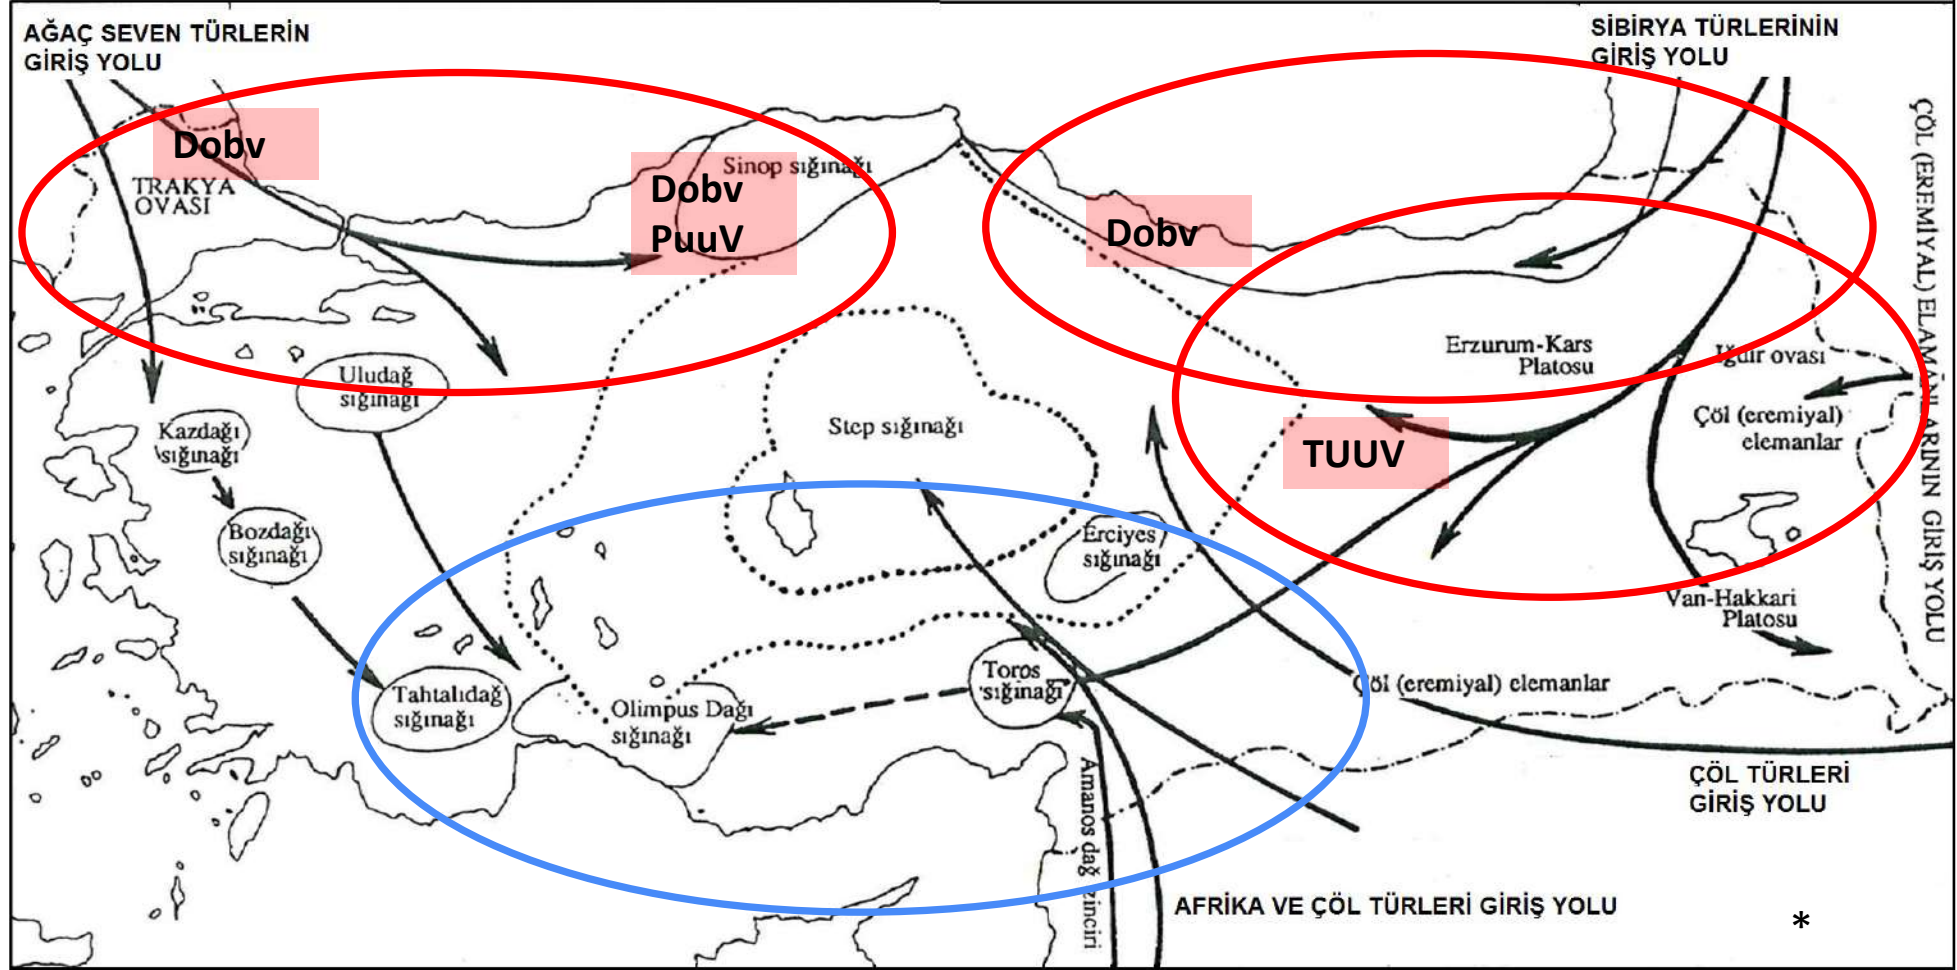 AĞAÇ SEVEN TÜRLERİN
GİRİŞ YOLU
SİBİRYA TÜRLERİNİN
GİRİŞ YOLU
ÇÖL (EREMİYAL) ELAMANLARININ GİRİŞ YOLU
Dobv
TRAKYA
OVASI
Sinop sığınağı
Dobv
PuuV
Dobv
Erzurum-Kars
Platosu
Iğdır ovası
Uludağ
sığınağı
Kazdağı
sığınağı
Step sığınağı
TUUV
Çöl (eremiyal)
elemanlar
Bozdağı
sığınağı
Erciyes
sığınağı
Van-Hakkari
Platosu
Tahtalıdağ
sığınağı
Olimpus Dağı
sığınağı
Toros
sığınağı
Çöl (eremiyal) elemanlar
ÇÖL TÜRLERİ
GİRİŞ YOLU
Amanos dağ zinciri
AFRİKA VE ÇÖL TÜRLERİ GİRİŞ YOLU
*